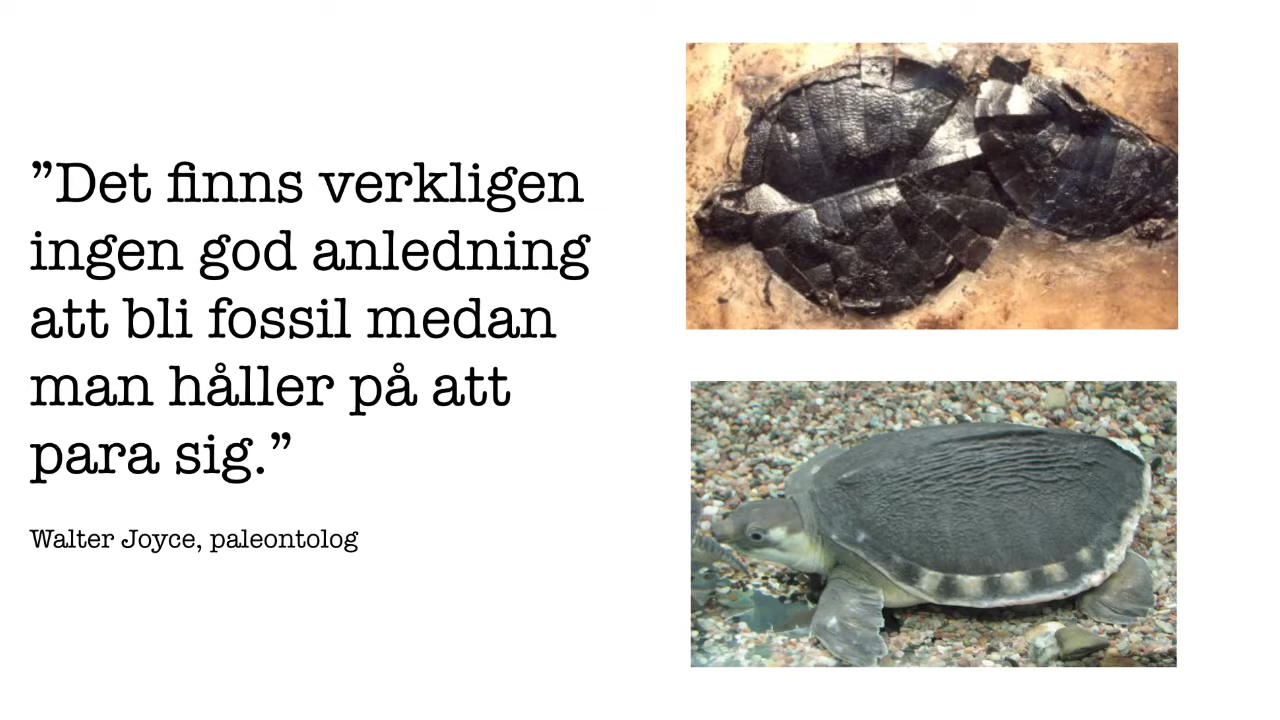 ”Det finns verkligen
ingen god anledning
att bli fossil medan
man håller på att
para sig.”
Walter Joyce, paleontolog